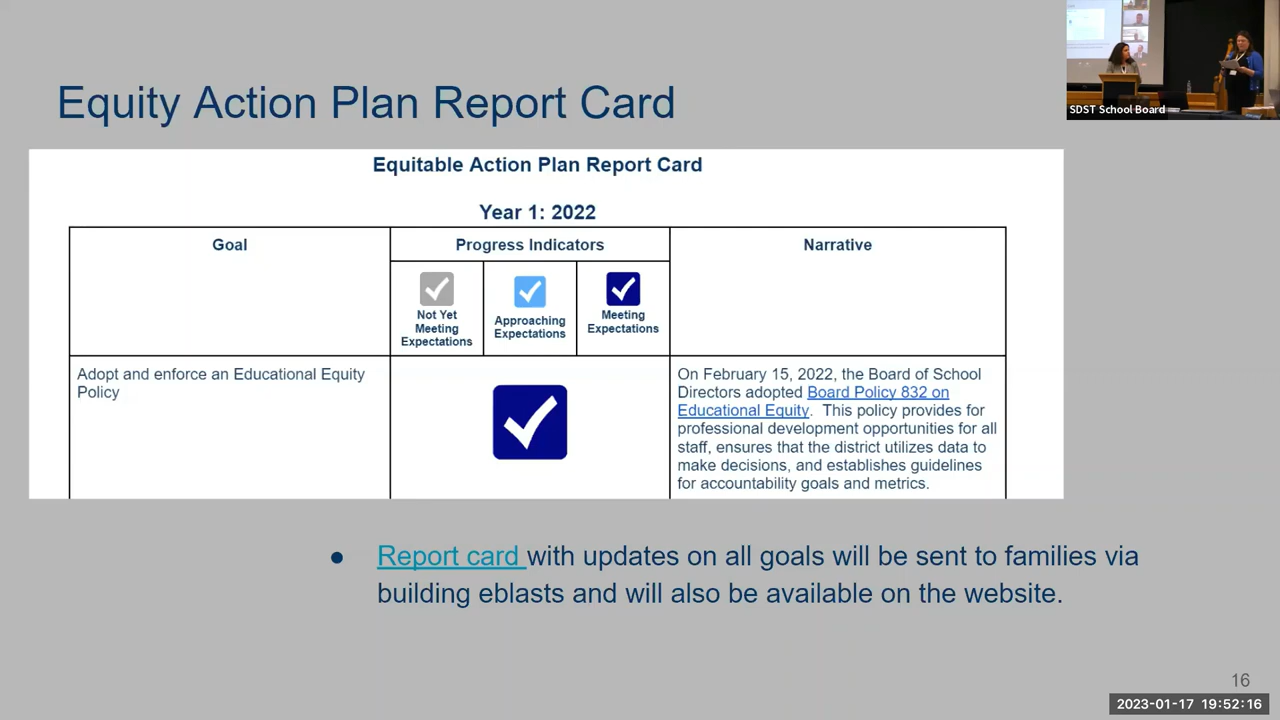 Equity Action Plan Report Card
SDST School Board
Equitable Action Plan Report Card
Year 1: 2022
Goal
Progress Indicators
Narrative
Not Yet
Meeting
Expectations
Approaching
Expectations
Meeting
Expectations
Adopt and enforce an Educational Equity
Policy
On February 15, 2022, the Board of School
Directors adopted Board Policy 832 on
Educational Equity. This policy provides for
professional development opportunities for all
staff, ensures that the district utilizes data to
make decisions, and establishes guidelines
for accountability goals and metrics.
● Report card with updates on all goals will be sent to families via
building eblasts and will also be available on the website.
16
2023-01-17 19:52:16